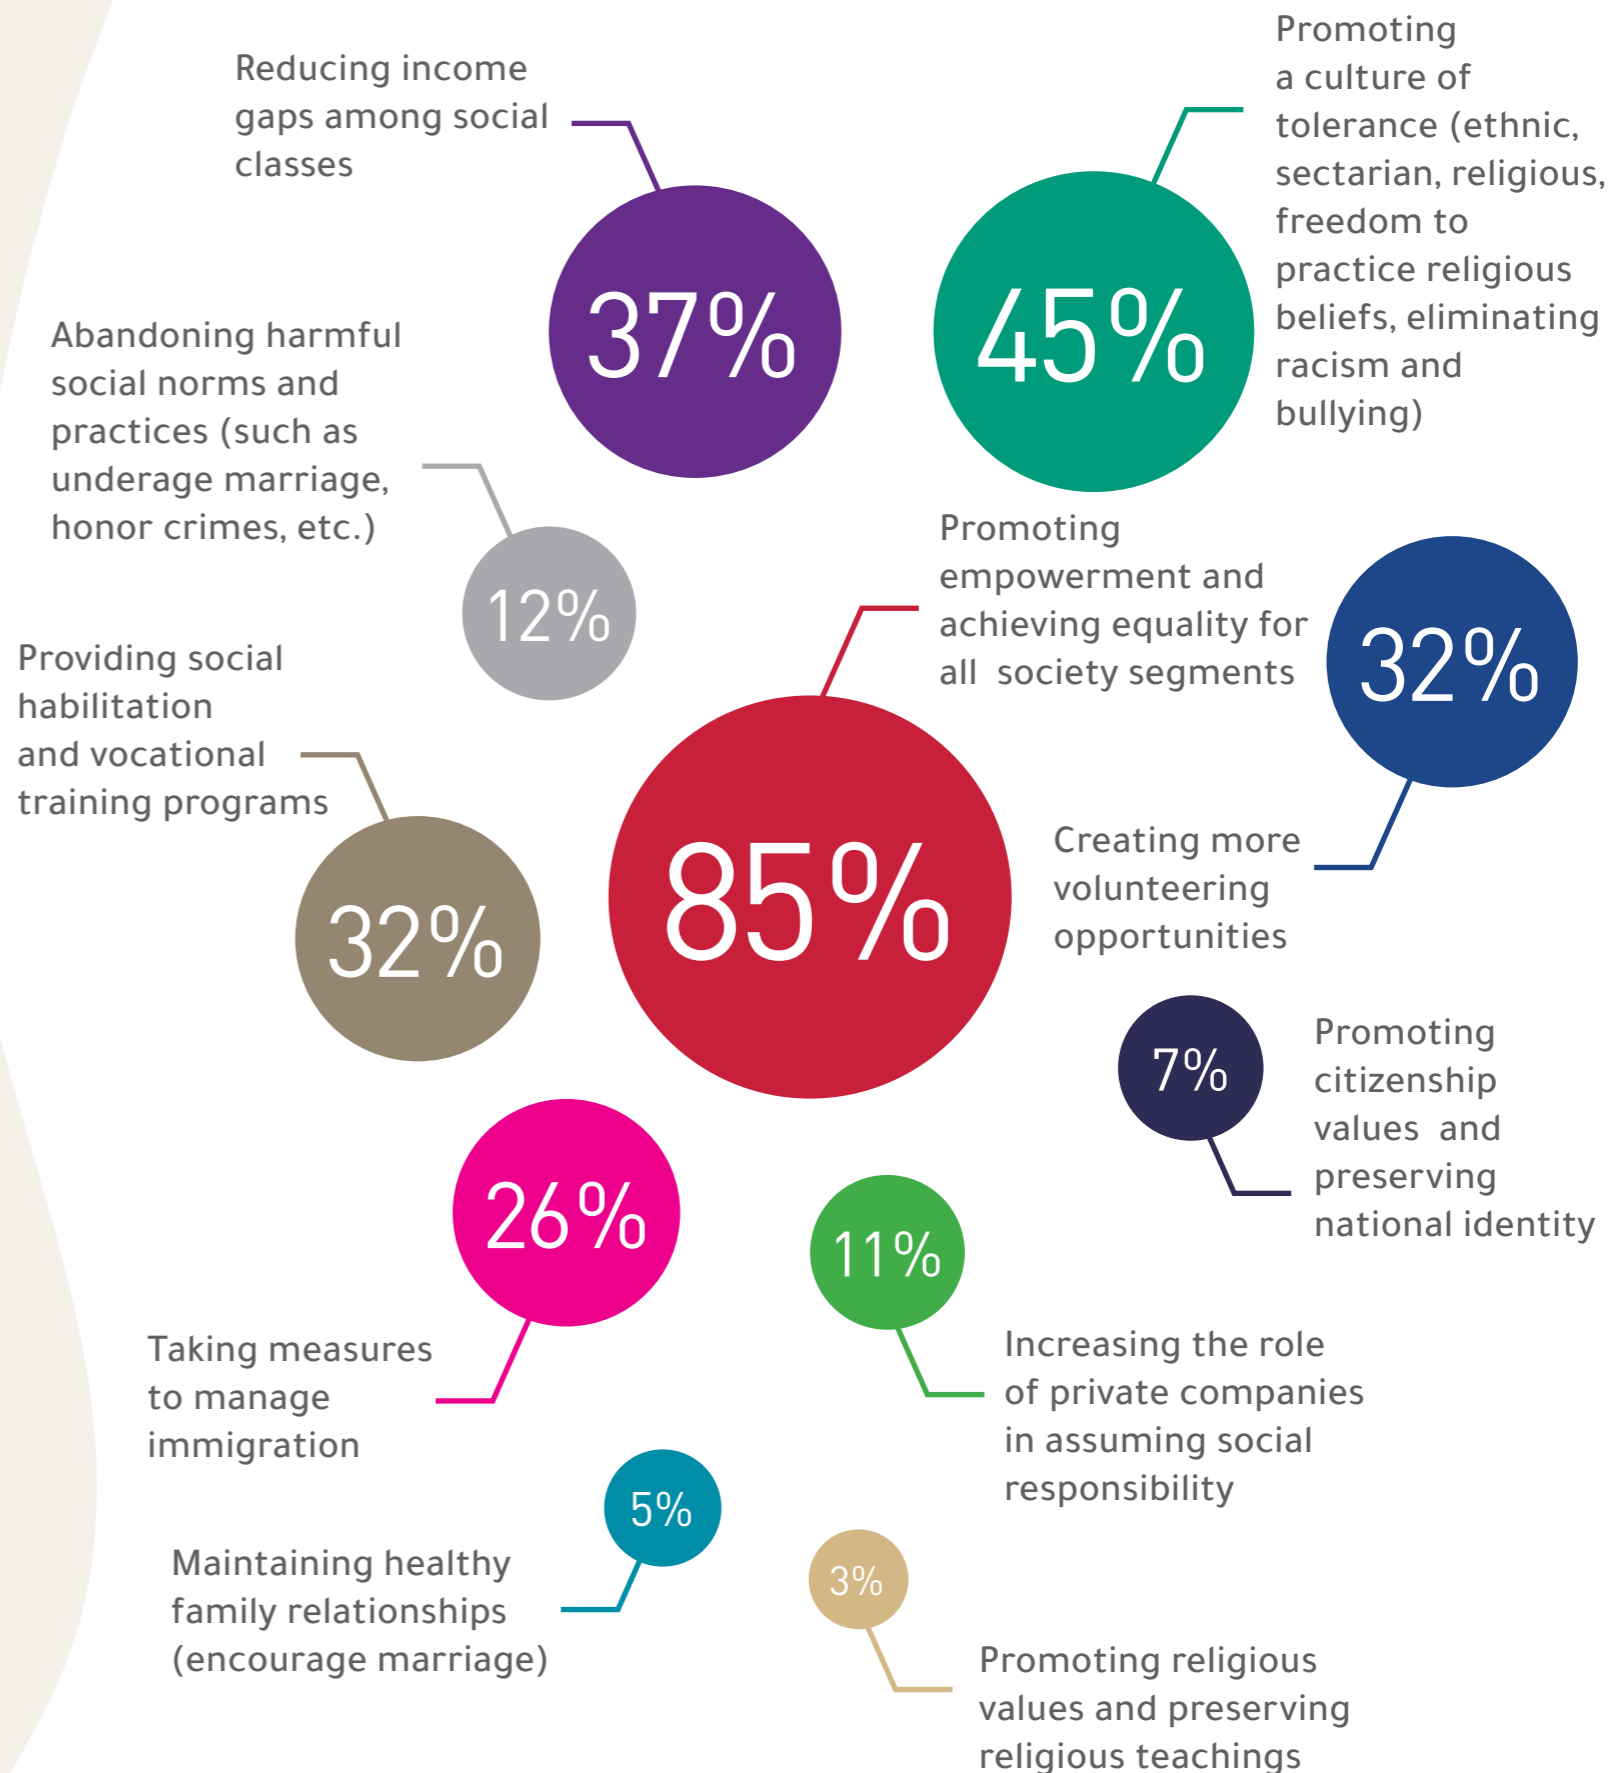 Reducing income
gaps among social
classes
37%
Promoting
a culture of
tolerance (ethnic,
sectarian, religious,
freedom to
practice religious
beliefs, eliminating
racism and
bullying)
45%
Abandoning harmful
social norms and
practices (such as
underage marriage,
honor crimes, etc.)
12%
Promoting
empowerment and
achieving equality for
all society segments
85%
32%
Creating more
volunteering
opportunities
Providing social
habilitation
and vocational
training programs
32%
7%
Promoting
citizenship
values and
preserving
national identity
26%
Taking measures
to manage
immigration
11%
Increasing the role
of private companies
in assuming social
responsibility
5%
Maintaining healthy
family relationships
(encourage marriage)
3%
Promoting religious
values and preserving
religious teachings